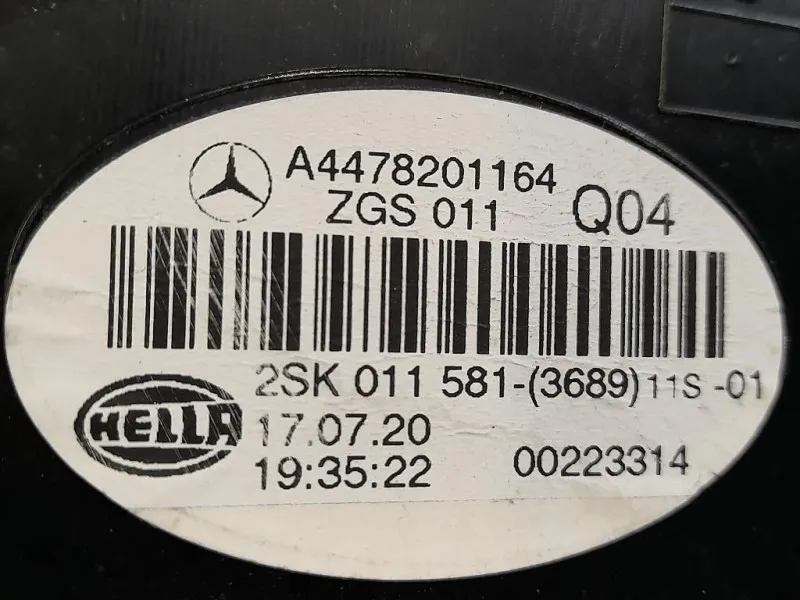 A4478201164
ZGS 011 Q04
2SK 011 581-(3689)11S -01
HELLA
17.07.20
19:35:22 00223314